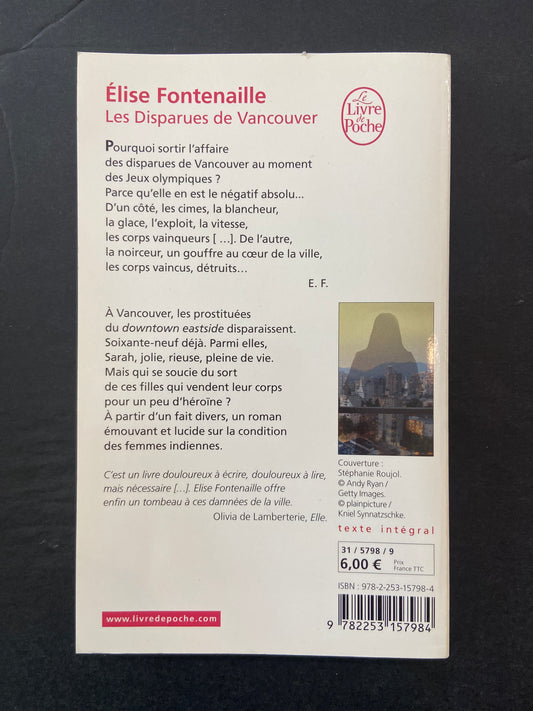 Élise Fontenaille
Les Disparues de Vancouver
Le
Livre
de
Poche
Pourquoi sortir l'affaire
des disparues de Vancouver au moment
des Jeux olympiques ?
Parce qu'elle en est le négatif absolu...
D'un côté, les cimes, la blancheur,
la glace, l'exploit, la vitesse,
les corps vainqueurs [ …]. De l'autre,
la noirceur, un gouffre au cœur de la ville,
les corps vaincus, détruits…
E. F.
À Vancouver, les prostituées
du downtown eastside disparaissent.
Soixante-neuf déjà. Parmi elles,
Sarah, jolie, rieuse, pleine de vie.
Mais qui se soucie du sort
de ces filles qui vendent leur corps
pour un peu d'héroïne ?
À partir d'un fait divers, un roman
émouvant et lucide sur la condition
des femmes indiennes.
C'est un livre douloureux à écrire, douloureux à lire,
mais nécessaire […]. Elise Fontenaille offre
enfin un tombeau à ces damnées de la ville.
Olivia de Lamberterie, Elle.
Couverture :
Stéphanie Roujol.
© Andy Ryan /
Getty Images.
© plainpicture /
Kniel Synnatzschke.
texte intégral
31 / 5798 / 9
6,00 € Prix
France TTC
ISBN : 978-2-253-15798-4
9 782253 157984
www.livredepoche.com